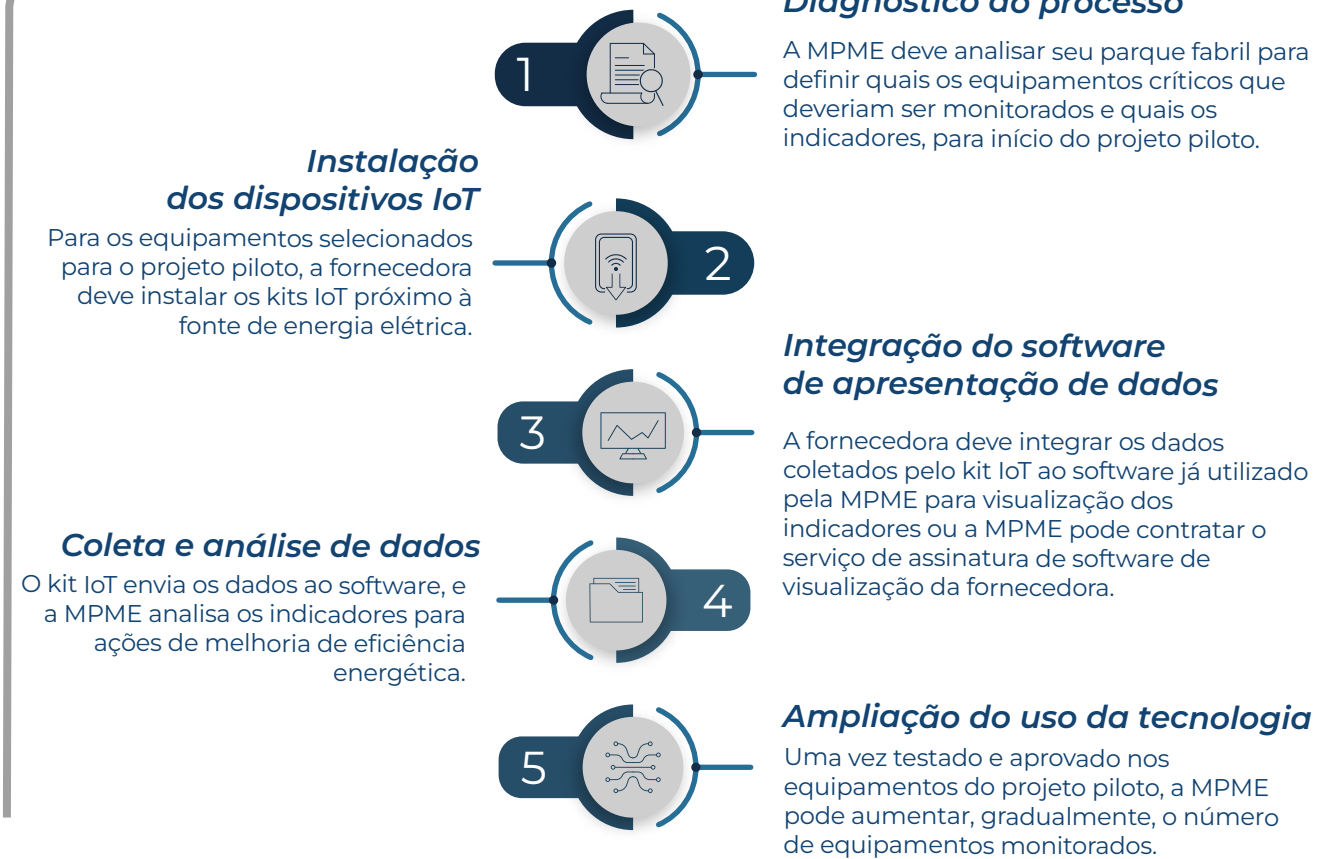 Diagnóstico do processo
1
A MPME deve analisar seu parque fabril para
definir quais os equipamentos críticos que
deveriam ser monitorados e quais os
indicadores, para início do projeto piloto.
Instalação
dos dispositivos IoT
2
Para os equipamentos selecionados
para o projeto piloto, a fornecedora
deve instalar os kits IoT próximo à
fonte de energia elétrica.
Integração do software
de apresentação de dados
3
A fornecedora deve integrar os dados
coletados pelo kit IoT ao software já utilizado
pela MPME para visualização dos
indicadores ou a MPME pode contratar o
serviço de assinatura de software de
visualização da fornecedora.
Coleta e análise de dados
4
O kit IoT envia os dados ao software, e
a MPME analisa os indicadores para
ações de melhoria de eficiência
energética.
Ampliação do uso da tecnologia
5
Uma vez testado e aprovado nos
equipamentos do projeto piloto, a MPME
pode aumentar, gradualmente, o número
de equipamentos monitorados.